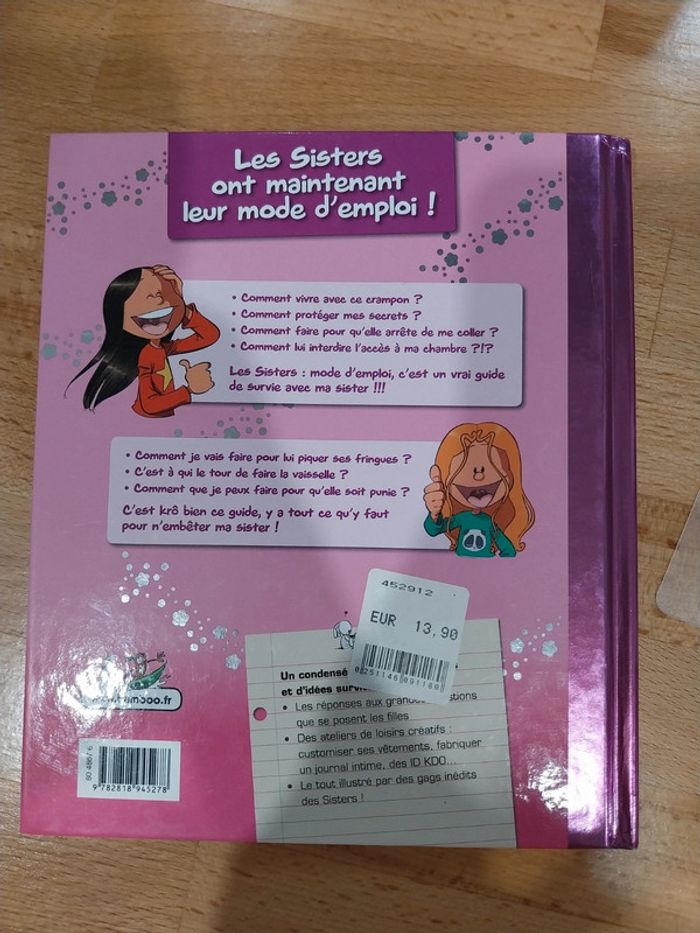 Les Sisters
ont maintenant
leur mode d'emploi !
• Comment vivre avec ce crampon ?
• Comment protéger mes secrets ?
• Comment faire pour qu'elle arrête de me coller ?
• Comment lui interdire l'accès à ma chambre ?!?
Les Sisters : mode d'emploi, c'est un vrai guide
de survie avec ma sister !!!
• Comment je vais faire pour lui piquer ses fringues ?
• C'est à qui le tour de faire la vaisselle ?
• Comment que je peux faire pour qu'elle soit punie ?
C'est krô bien ce guide, y a tout ce qu'y faut
pour n'embêter ma sister !
452912
EUR 13,90
0251146091180
Un condensé
et d'idées
• Les réponses aux
que se posent les filles
• Des ateliers de loisirs créatifs :
customiser ses vêtements, fabriquer
un journal intime, des ID KDO...
• Le tout illustré par des gags inédits
des Sisters !
9782818945278